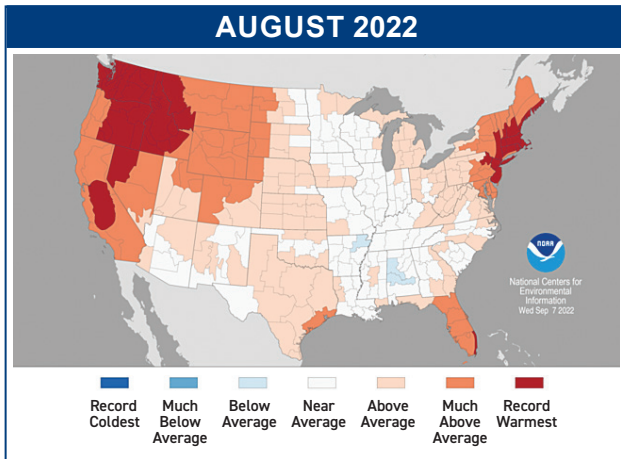 AUGUST 2022
NOAA
National Centers for
Environmental
Information
Wed Sep 7 2022
Record
Coldest
Much
Below
Average
Below
Average
Near
Average
Above
Average
Much
Above
Average
Record
Warmest